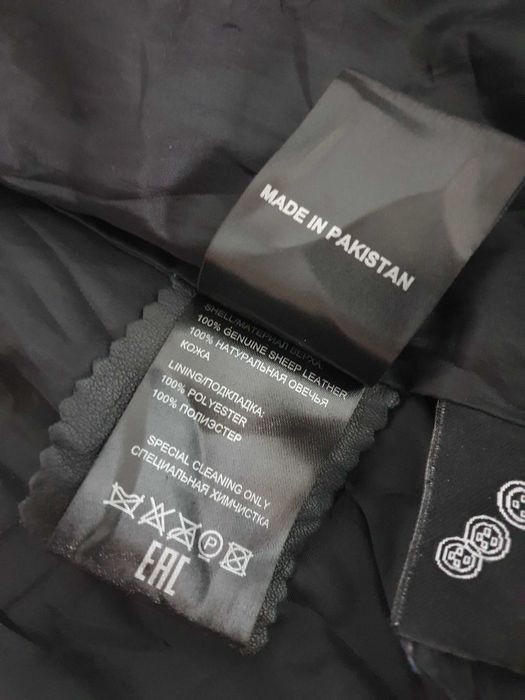 MADE IN PAKISTAN
SHELL/МАТЕРИАЛ ВЕРХА:
100% GENUINE SHEEP LEATHER
100% НАТУРАЛЬНАЯ ОВЕЧЬЯ
КОЖА
LINING/ПОДКЛАДКА:
100% POLYESTER
100% ПОЛИЭСТЕР
SPECIAL CLEANING ONLY
СПЕЦИАЛЬНАЯ ХИМЧИСТКА
P
EAC